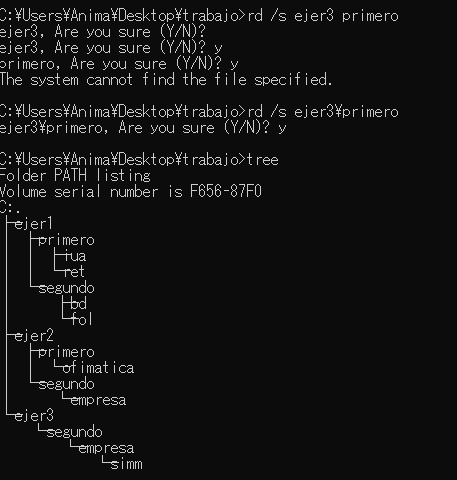 C:¥Users¥Anima¥Desktop¥trabajo>rd /s ejer3 primero
ejer3, Are you sure (Y/N)?
ejer3, Are you sure (Y/N)? y
primero, Are you sure (Y/N)? y
The system cannot find the file specified.
C:¥Users¥Anima¥Desktop¥trabajo>rd /s ejer3¥primero
ejer3¥primero, Are you sure (Y/N)? y
C:¥Users¥Anima¥Desktop¥trabajo>tree
Folder PATH listing
Volume serial number is F656-87F0
C:.
├─ejer1
│  ├─primero
│  │  ├─iua
│  │  └─ret
│  └─segundo
│      ├─bd
│      └─fol
├─ejer2
│  ├─primero
│  │  └─ofimatica
│  └─segundo
│      └─empresa
└─ejer3
    └─segundo
        └─empresa
            └─simm